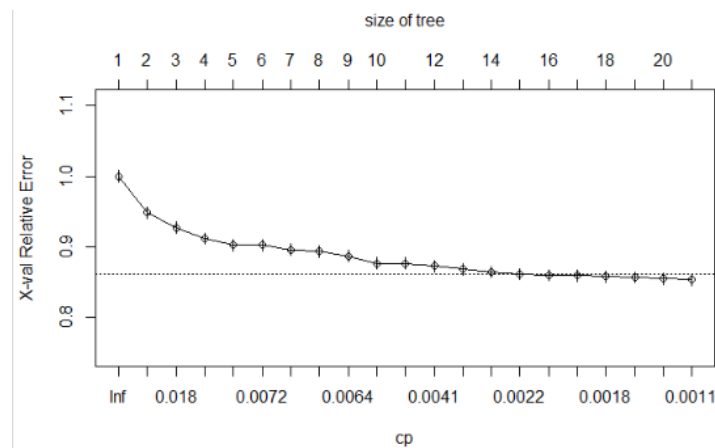 size of tree
1 2 3 4 5 6 7 8 9 10 12 14 16 18 20
X-val Relative Error
1.1
1.0
0.9
0.8
Inf 0.018 0.0072 0.0064 0.0041 0.0022 0.0018 0.0011
cp